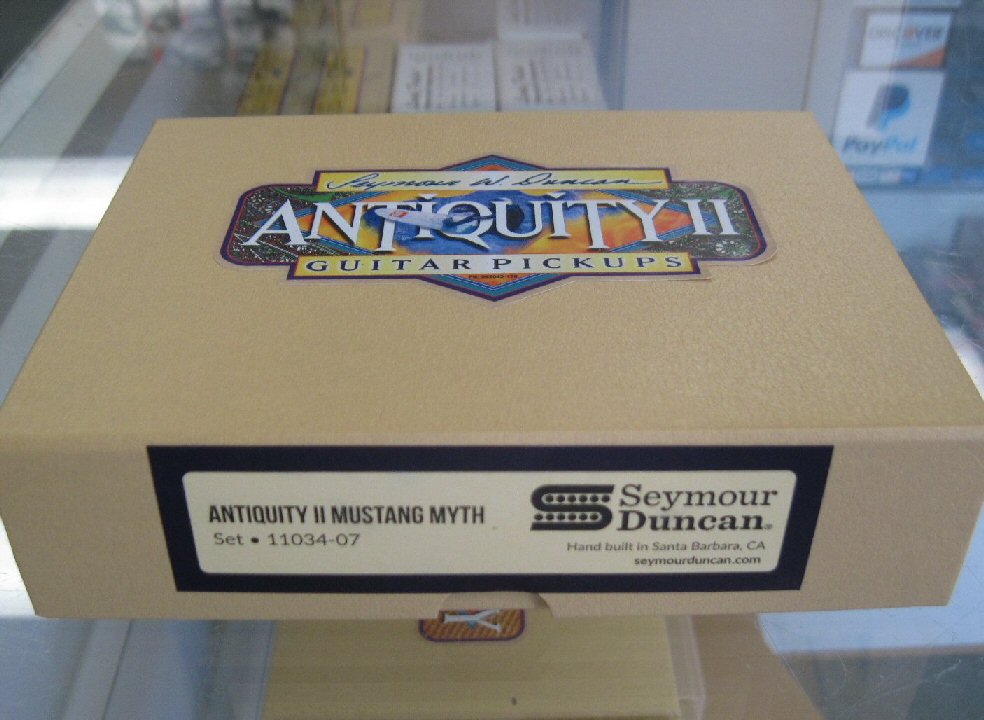 DISCOVER
PayPal
Seymour W. Duncan
ANTIQUITY II
GUITAR PICKUPS
ANTIQUITY II MUSTANG MYTH
Set • 11034-07
Seymour
Duncan®
Hand built in Santa Barbara, CA
seymourduncan.com